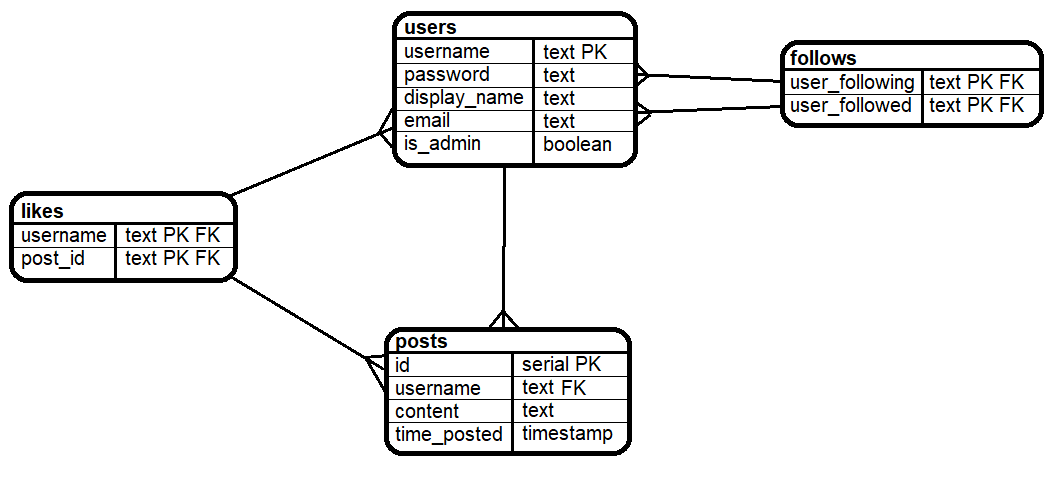 users
username text PK
password text
display_name text
email text
is_admin boolean
follows
user_following text PK FK
user_followed text PK FK
likes
username text PK FK
post_id text PK FK
posts
id serial PK
username text FK
content text
time_posted timestamp